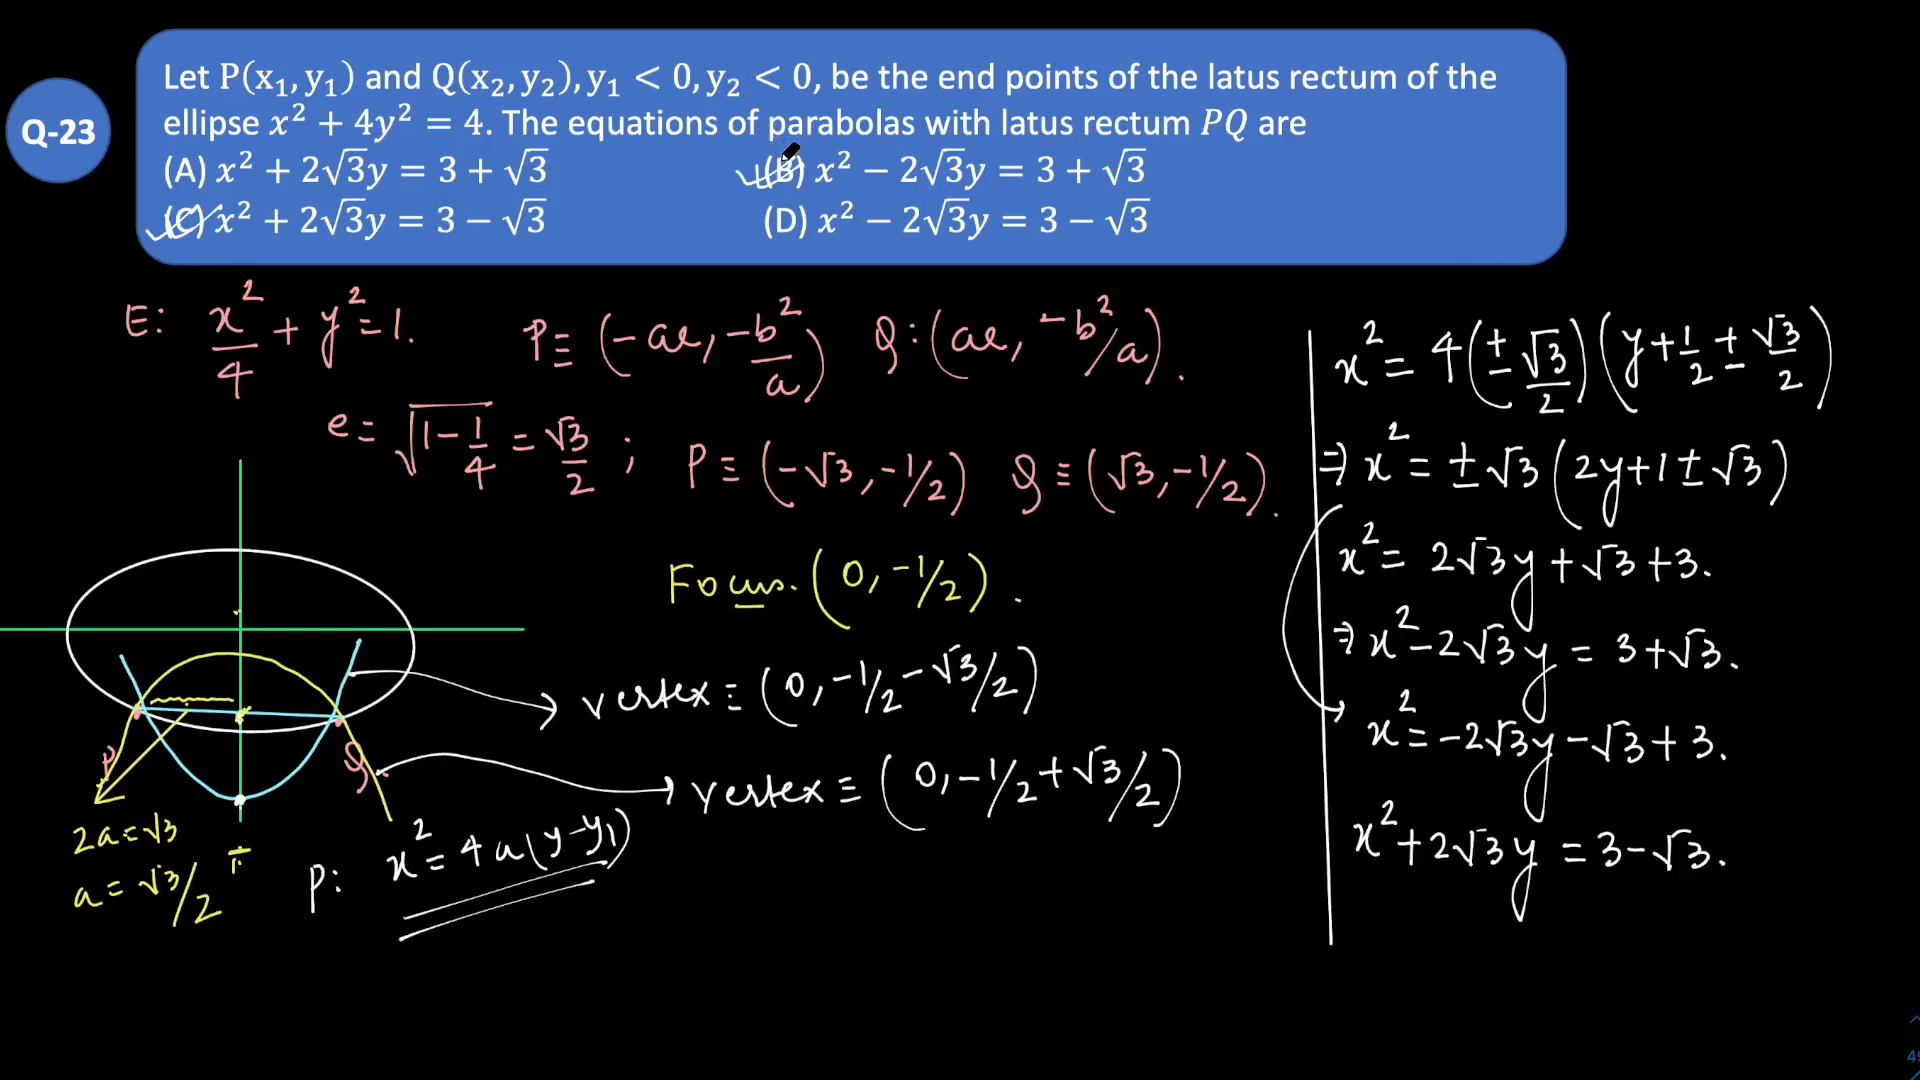 Q-23
Let P(x₁, y₁) and Q(x₂, y₂), y₁ < 0, y₂ < 0, be the end points of the latus rectum of the
ellipse x² + 4y² = 4. The equations of parabolas with latus rectum PQ are
(A) x² + 2√3y = 3 + √3
(B) x² − 2√3y = 3 + √3
(C) x² + 2√3y = 3 − √3
(D) x² − 2√3y = 3 − √3
E: x²/4 + y² = 1.
P ≡ (−ae, −b²/a) Q: (ae, −b²/a).
e = √(1 − 1/4) = √3/2 ; P ≡ (−√3, −1/2) Q ≡ (√3, −1/2).
Focus. (0, −1/2).
vertex ≡ (0, −1/2 − √3/2)
vertex ≡ (0, −1/2 + √3/2)
P
Q
2a = √3
a = √3/2
P: x² = 4a(y − y₁)
x² = 4(± √3/2)(y + 1/2 ± √3/2)
⇒ x² = ± √3(2y + 1 ± √3)
x² = 2√3y + √3 + 3.
⇒ x² − 2√3y = 3 + √3.
x² = −2√3y − √3 + 3.
x² + 2√3y = 3 − √3.